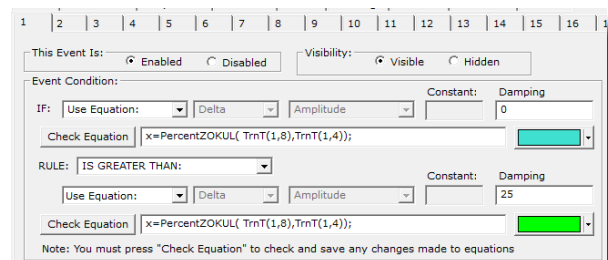 1 2 3 4 5 6 7 8 9 10 11 12 13 14 15 16
This Event Is: Enabled Disabled Visibility: Visible Hidden
Event Condition:
Constant: Damping
IF: Use Equation: Delta Amplitude 0
Check Equation x=PercentZOKUL( TrnT(1,8),TrnT(1,4));
RULE: IS GREATER THAN:
Constant: Damping
Use Equation: Delta Amplitude 25
Check Equation x=PercentZOKUL( TrnT(1,8),TrnT(1,4));
Note: You must press "Check Equation" to check and save any changes made to equations